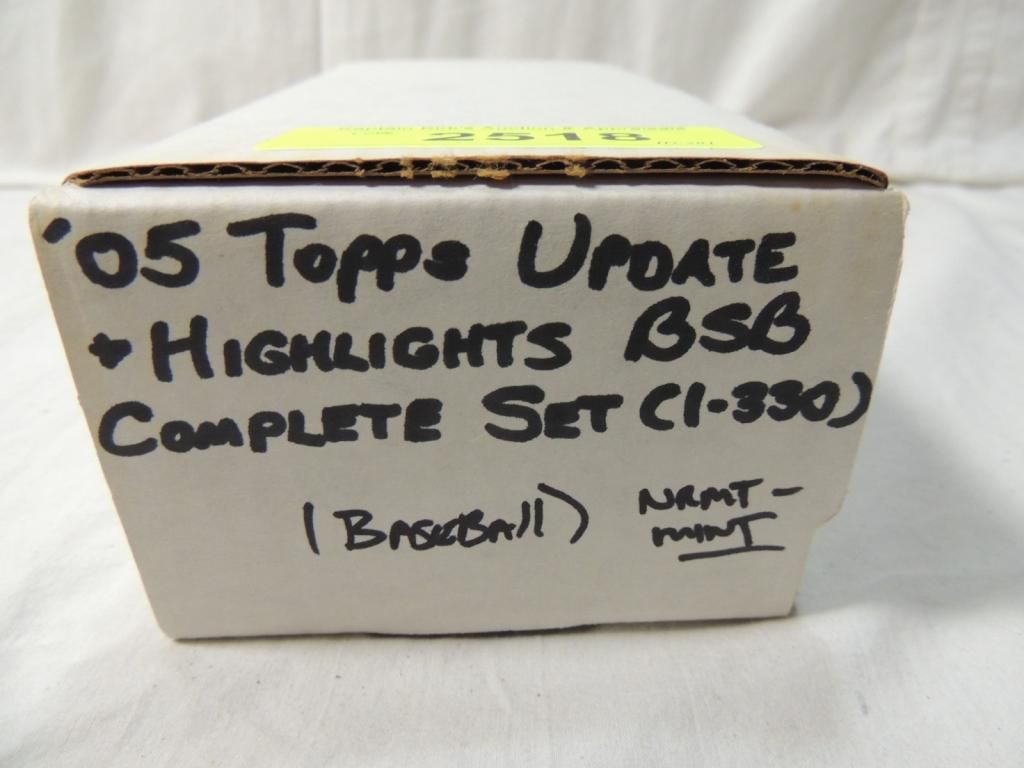 2518
'05 TOPPS UPDATE
+ HIGHLIGHTS BSB
COMPLETE SET (1-330)
(BASEBALL) NRMT-
MINT